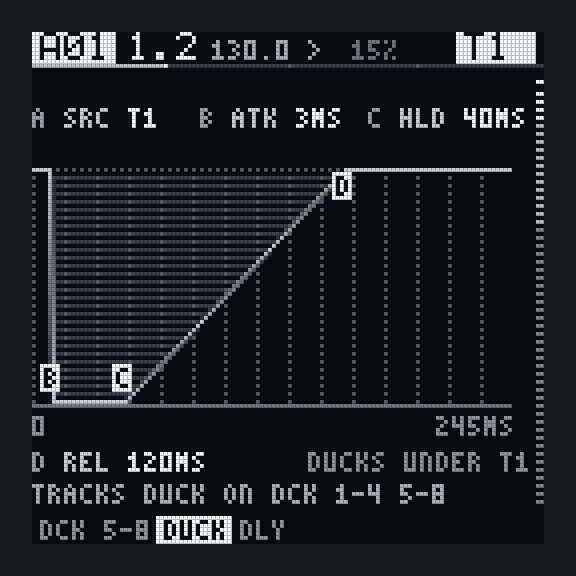 A01 1.2 130.0 > 15% T1
A SRC T1 B ATK 3MS C HLD 40MS
D
B C
0 245MS
D REL 120MS DUCKS UNDER T1
TRACKS DUCK ON DCK 1-4 5-8
DCK 5-8 DUCK DLY